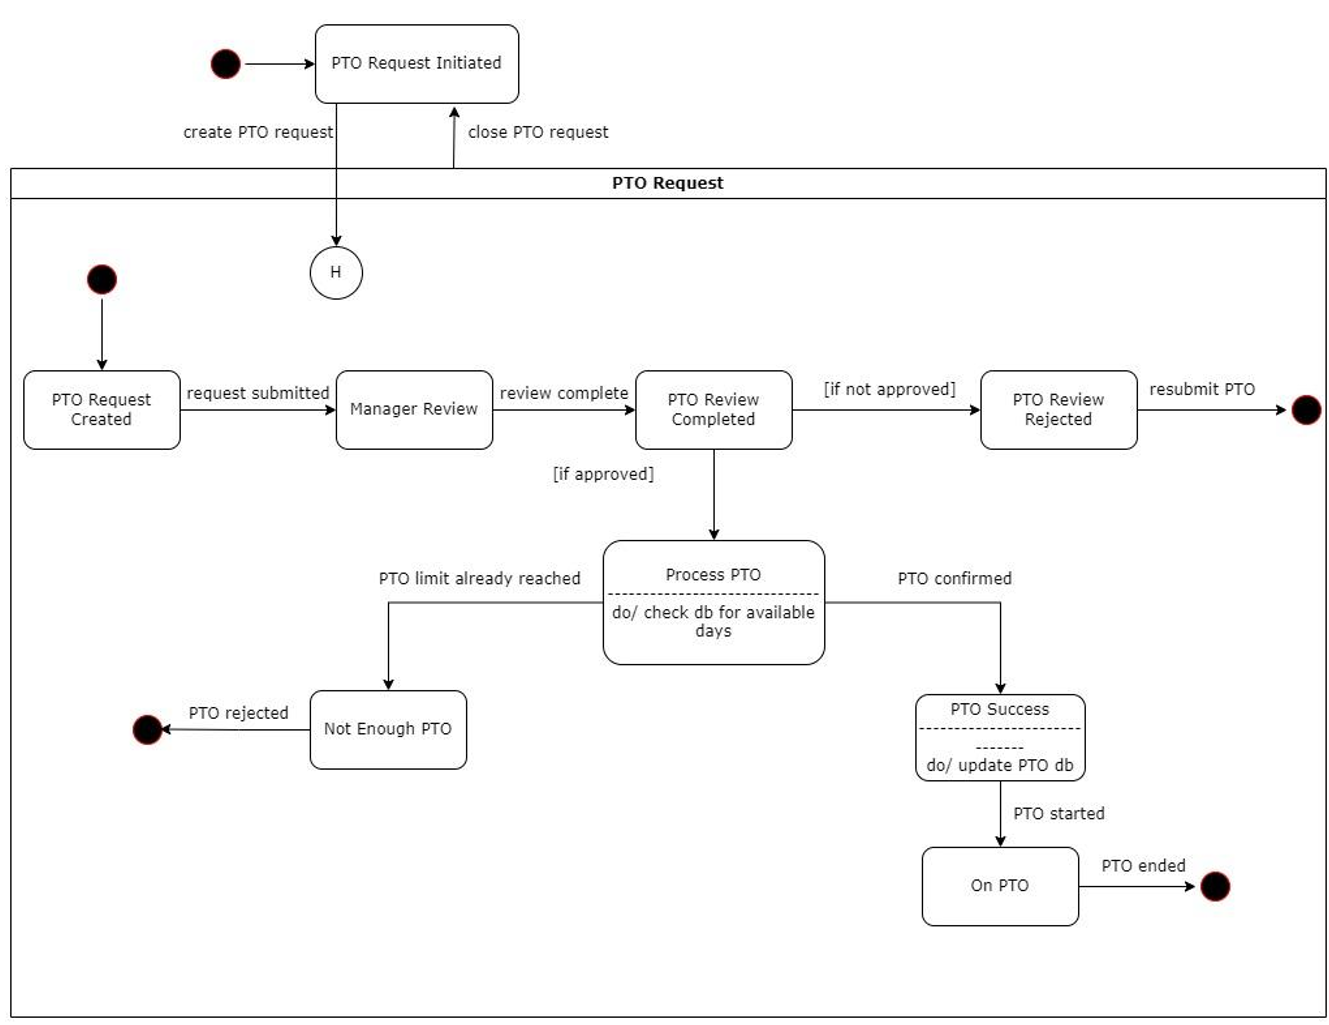 PTO Request Initiated
create PTO request
close PTO request
PTO Request
H
PTO Request
Created
request submitted
Manager Review
review complete
PTO Review
Completed
[if not approved]
PTO Review
Rejected
resubmit PTO
[if approved]
Process PTO
do/ check db for available
days
PTO limit already reached
PTO confirmed
Not Enough PTO
PTO rejected
PTO Success
do/ update PTO db
PTO started
On PTO
PTO ended